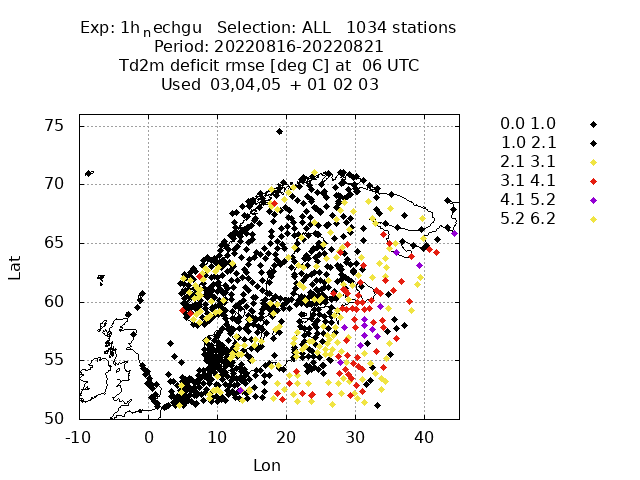 Exp: 1h nechgu Selection: ALL 1034 stations
Period: 20220816-20220821
Td2m deficit rmse [deg C] at 06 UTC
Used 03,04,05 + 01 02 03
0.0 1.0
1.0 2.1
2.1 3.1
3.1 4.1
4.1 5.2
5.2 6.2
75
70
65
60
55
50
Lat
-10 0 10 20 30 40
Lon